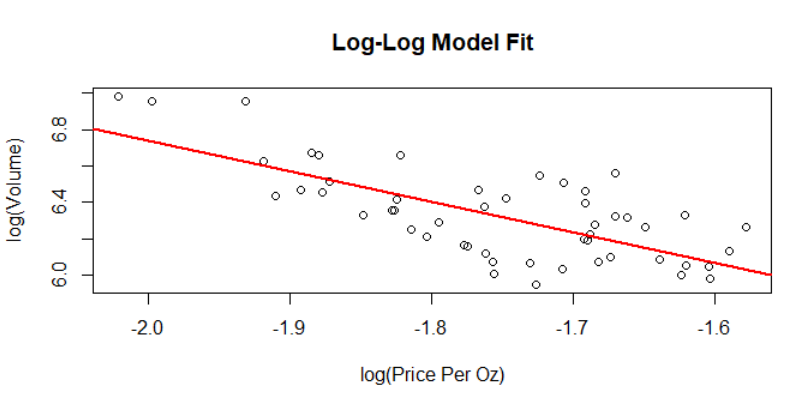 Log-Log Model Fit
6.8
6.4
6.0
log(Volume)
-2.0 -1.9 -1.8 -1.7 -1.6
log(Price Per Oz)